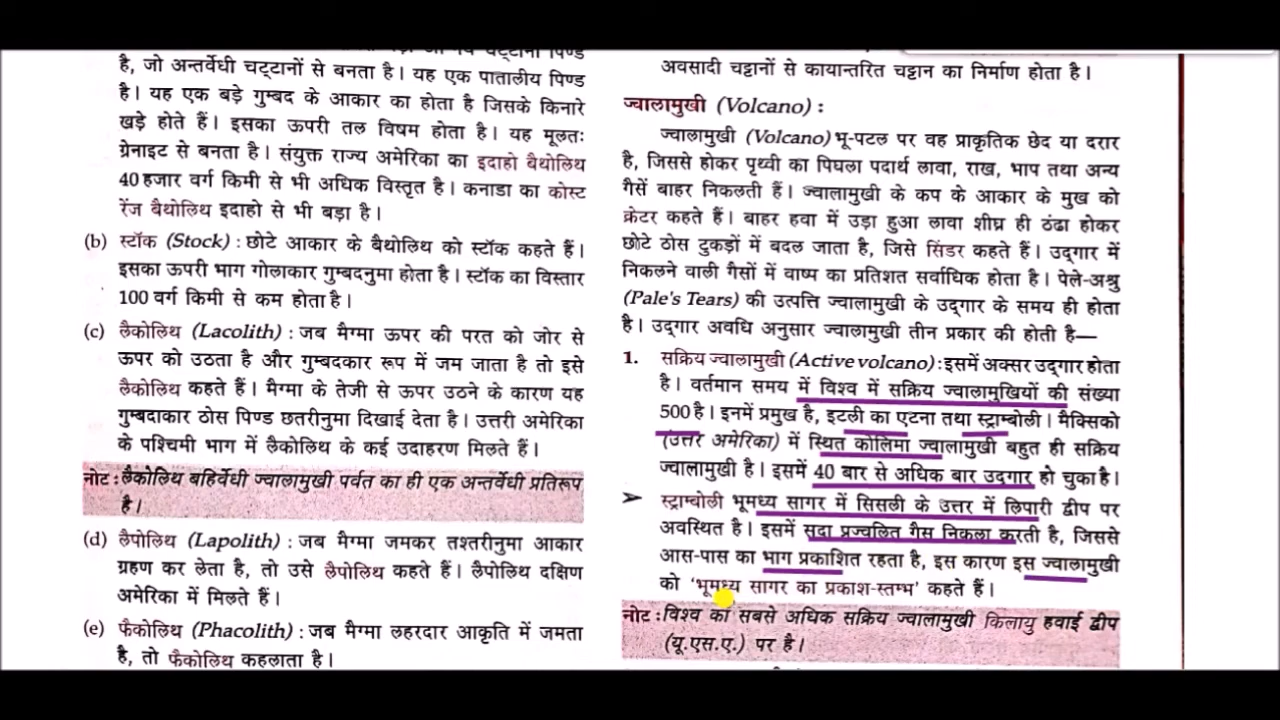 है, जो अन्तर्वेधी चट्टानों से बनता है। यह एक पातालीय पिण्ड
है। यह एक बड़े गुम्बद के आकार का होता है जिसके किनारे
खड़े होते हैं। इसका ऊपरी तल विषम होता है। यह मूलतः
ग्रेनाइट से बनता है। संयुक्त राज्य अमेरिका का इदाहो बैथोलिथ
40 हजार वर्ग किमी से भी अधिक विस्तृत है। कनाडा का कोस्ट
रेंज बैथोलिथ इदाहो से भी बड़ा है।
(b) स्टॉक (Stock) : छोटे आकार के बैथोलिथ को स्टॉक कहते हैं।
इसका ऊपरी भाग गोलाकार गुम्बदनुमा होता है। स्टॉक का विस्तार
100 वर्ग किमी से कम होता है।
(c) लैकोलिथ (Lacolith) : जब मैग्मा ऊपर की परत को जोर से
ऊपर को उठता है और गुम्बदकार रूप में जम जाता है तो इसे
लैकोलिथ कहते हैं। मैग्मा के तेजी से ऊपर उठने के कारण यह
गुम्बदाकार ठोस पिण्ड छतरीनुमा दिखाई देता है। उत्तरी अमेरिका
के पश्चिमी भाग में लैकोलिथ के कई उदाहरण मिलते हैं।
नोट : लैकोलिथ बहिर्वेधी ज्वालामुखी पर्वत का ही एक अन्तर्वेधी प्रतिरूप
है।
(d) लैपोलिथ (Lapolith) : जब मैग्मा जमकर तश्तरीनुमा आकार
ग्रहण कर लेता है, तो उसे लैपोलिथ कहते हैं। लैपोलिथ दक्षिण
अमेरिका में मिलते हैं।
(e) फैकोलिथ (Phacolith) : जब मैग्मा लहरदार आकृति में जमता
है, तो फैकोलिथ कहलाता है।
अवसादी चट्टानों से कायान्तरित चट्टान का निर्माण होता है।
ज्वालामुखी (Volcano) :
ज्वालामुखी (Volcano) भू-पटल पर वह प्राकृतिक छेद या दरार
है, जिससे होकर पृथ्वी का पिघला पदार्थ लावा, राख, भाप तथा अन्य
गैसें बाहर निकलती हैं। ज्वालामुखी के कप के आकार के मुख को
क्रेटर कहते हैं। बाहर हवा में उड़ा हुआ लावा शीघ्र ही ठंढा होकर
छोटे ठोस टुकड़ों में बदल जाता है, जिसे सिंडर कहते हैं। उद्‌गार में
निकलने वाली गैसों में वाष्प का प्रतिशत सर्वाधिक होता है। पेले-अश्रु
(Pale's Tears) की उत्पत्ति ज्वालामुखी के उद्‌गार के समय ही होता
है। उद्‌गार अवधि अनुसार ज्वालामुखी तीन प्रकार की होती है—
1. सक्रिय ज्वालामुखी (Active volcano) : इसमें अक्सर उद्‌गार होता
है। वर्तमान समय में विश्व में सक्रिय ज्वालामुखियों की संख्या
500 है। इनमें प्रमुख है, इटली का एटना तथा स्ट्राम्बोली। मैक्सिको
(उत्तर अमेरिका) में स्थित कोलिमा ज्वालामुखी बहुत ही सक्रिय
ज्वालामुखी है। इसमें 40 बार से अधिक बार उद्‌गार हो चुका है।
➤ स्ट्राम्बोली भूमध्य सागर में सिसली के उत्तर में लिपारी द्वीप पर
अवस्थित है। इसमें सदा प्रज्वलित गैस निकला करती है, जिससे
आस-पास का भाग प्रकाशित रहता है, इस कारण इस ज्वालामुखी
को ‘भूमध्य सागर का प्रकाश-स्तम्भ’ कहते हैं।
नोट : विश्व का सबसे अधिक सक्रिय ज्वालामुखी किलायु हवाई द्वीप
(यू.एस.ए.) पर है।